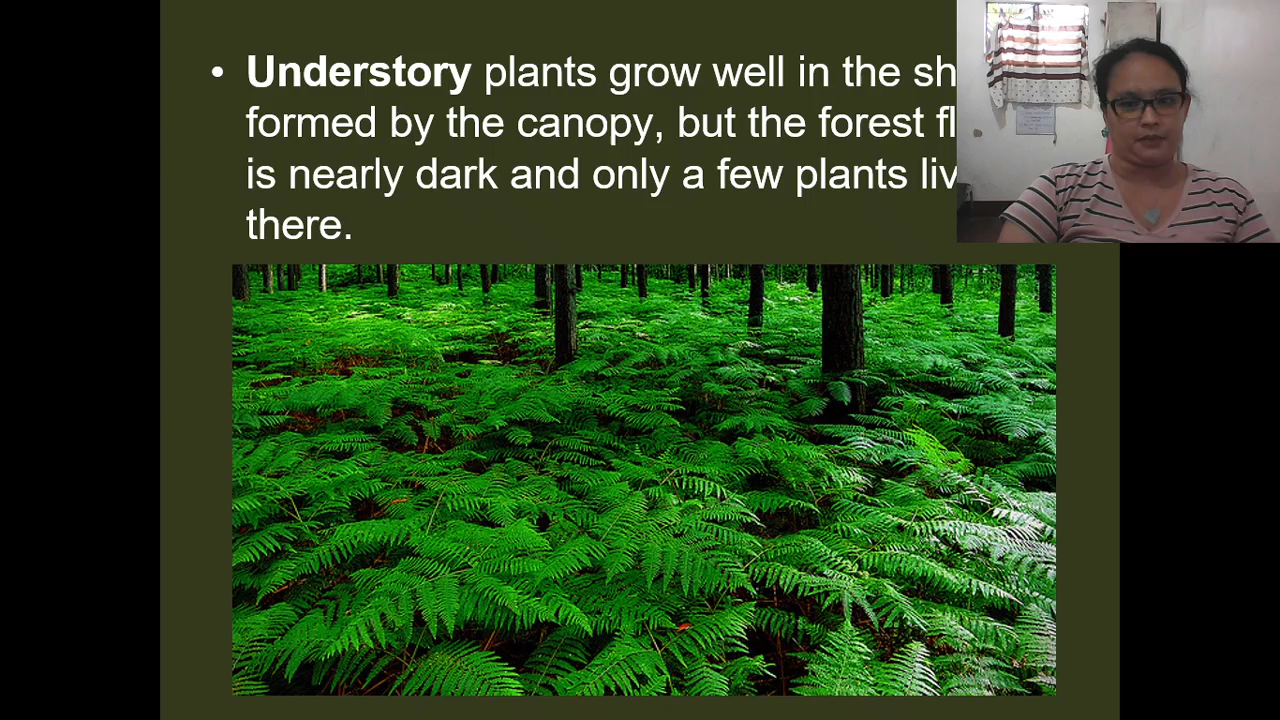 • Understory plants grow well in the sh
formed by the canopy, but the forest fl
is nearly dark and only a few plants liv
there.